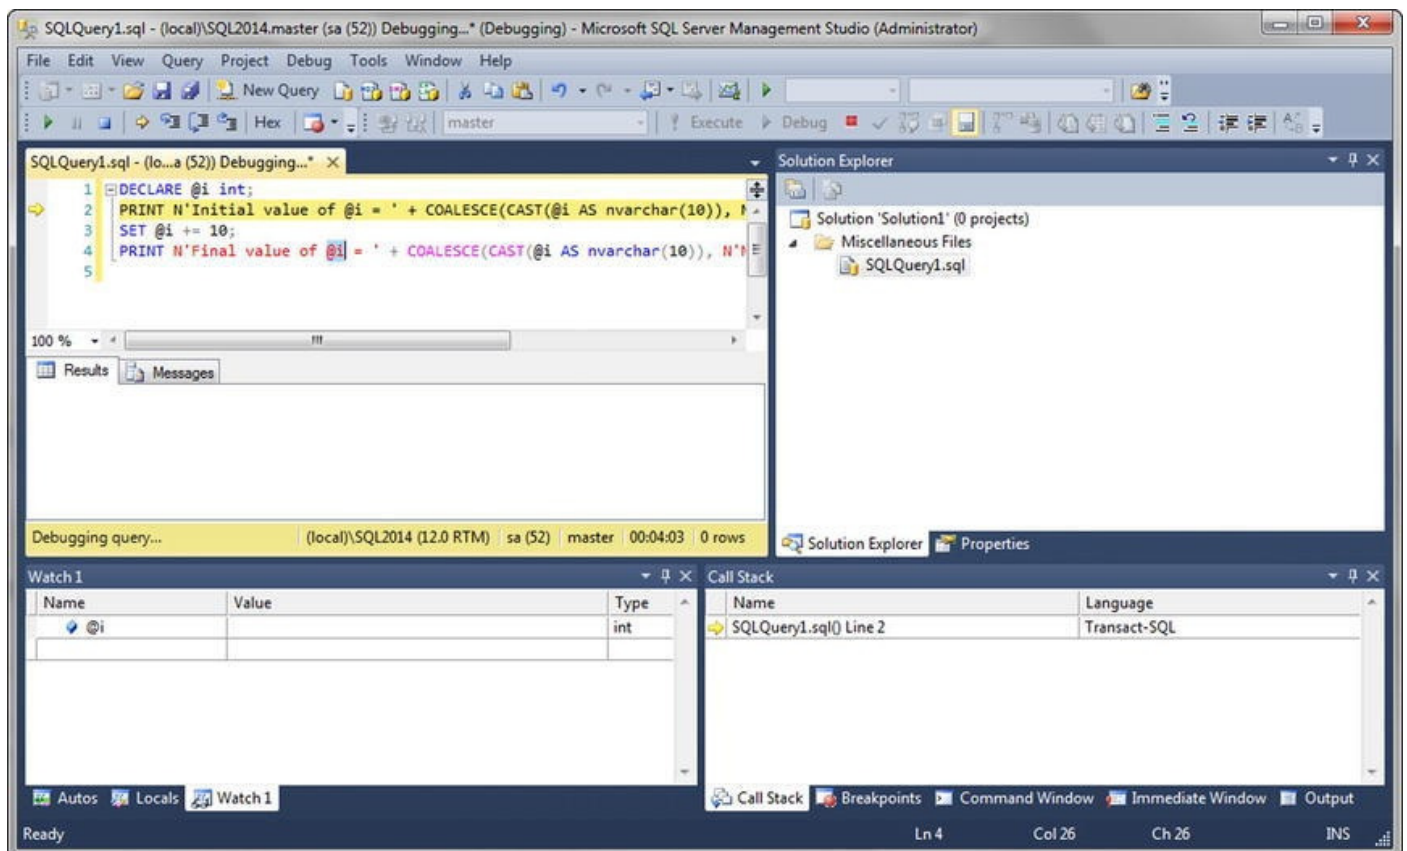 SQLQuery1.sql - (local)\SQL2014.master (sa (52)) Debugging...* (Debugging) - Microsoft SQL Server Management Studio (Administrator)
File Edit View Query Project Debug Tools Window Help
New Query
Hex master Execute Debug
SQLQuery1.sql - (lo...a (52)) Debugging...*
1 DECLARE @i int;
2 PRINT N'Initial value of @i = ' + COALESCE(CAST(@i AS nvarchar(10)),
3 SET @i += 10;
4 PRINT N'Final value of @i = ' + COALESCE(CAST(@i AS nvarchar(10)), N'
5
100 %
Results Messages
Debugging query... (local)\SQL2014 (12.0 RTM) sa (52) master 00:04:03 0 rows
Solution Explorer
Solution 'Solution1' (0 projects)
Miscellaneous Files
SQLQuery1.sql
Solution Explorer Properties
Watch 1
Name Value Type
@i int
Autos Locals Watch 1
Call Stack
Name Language
SQLQuery1.sql() Line 2 Transact-SQL
Call Stack Breakpoints Command Window Immediate Window Output
Ready Ln 4 Col 26 Ch 26 INS